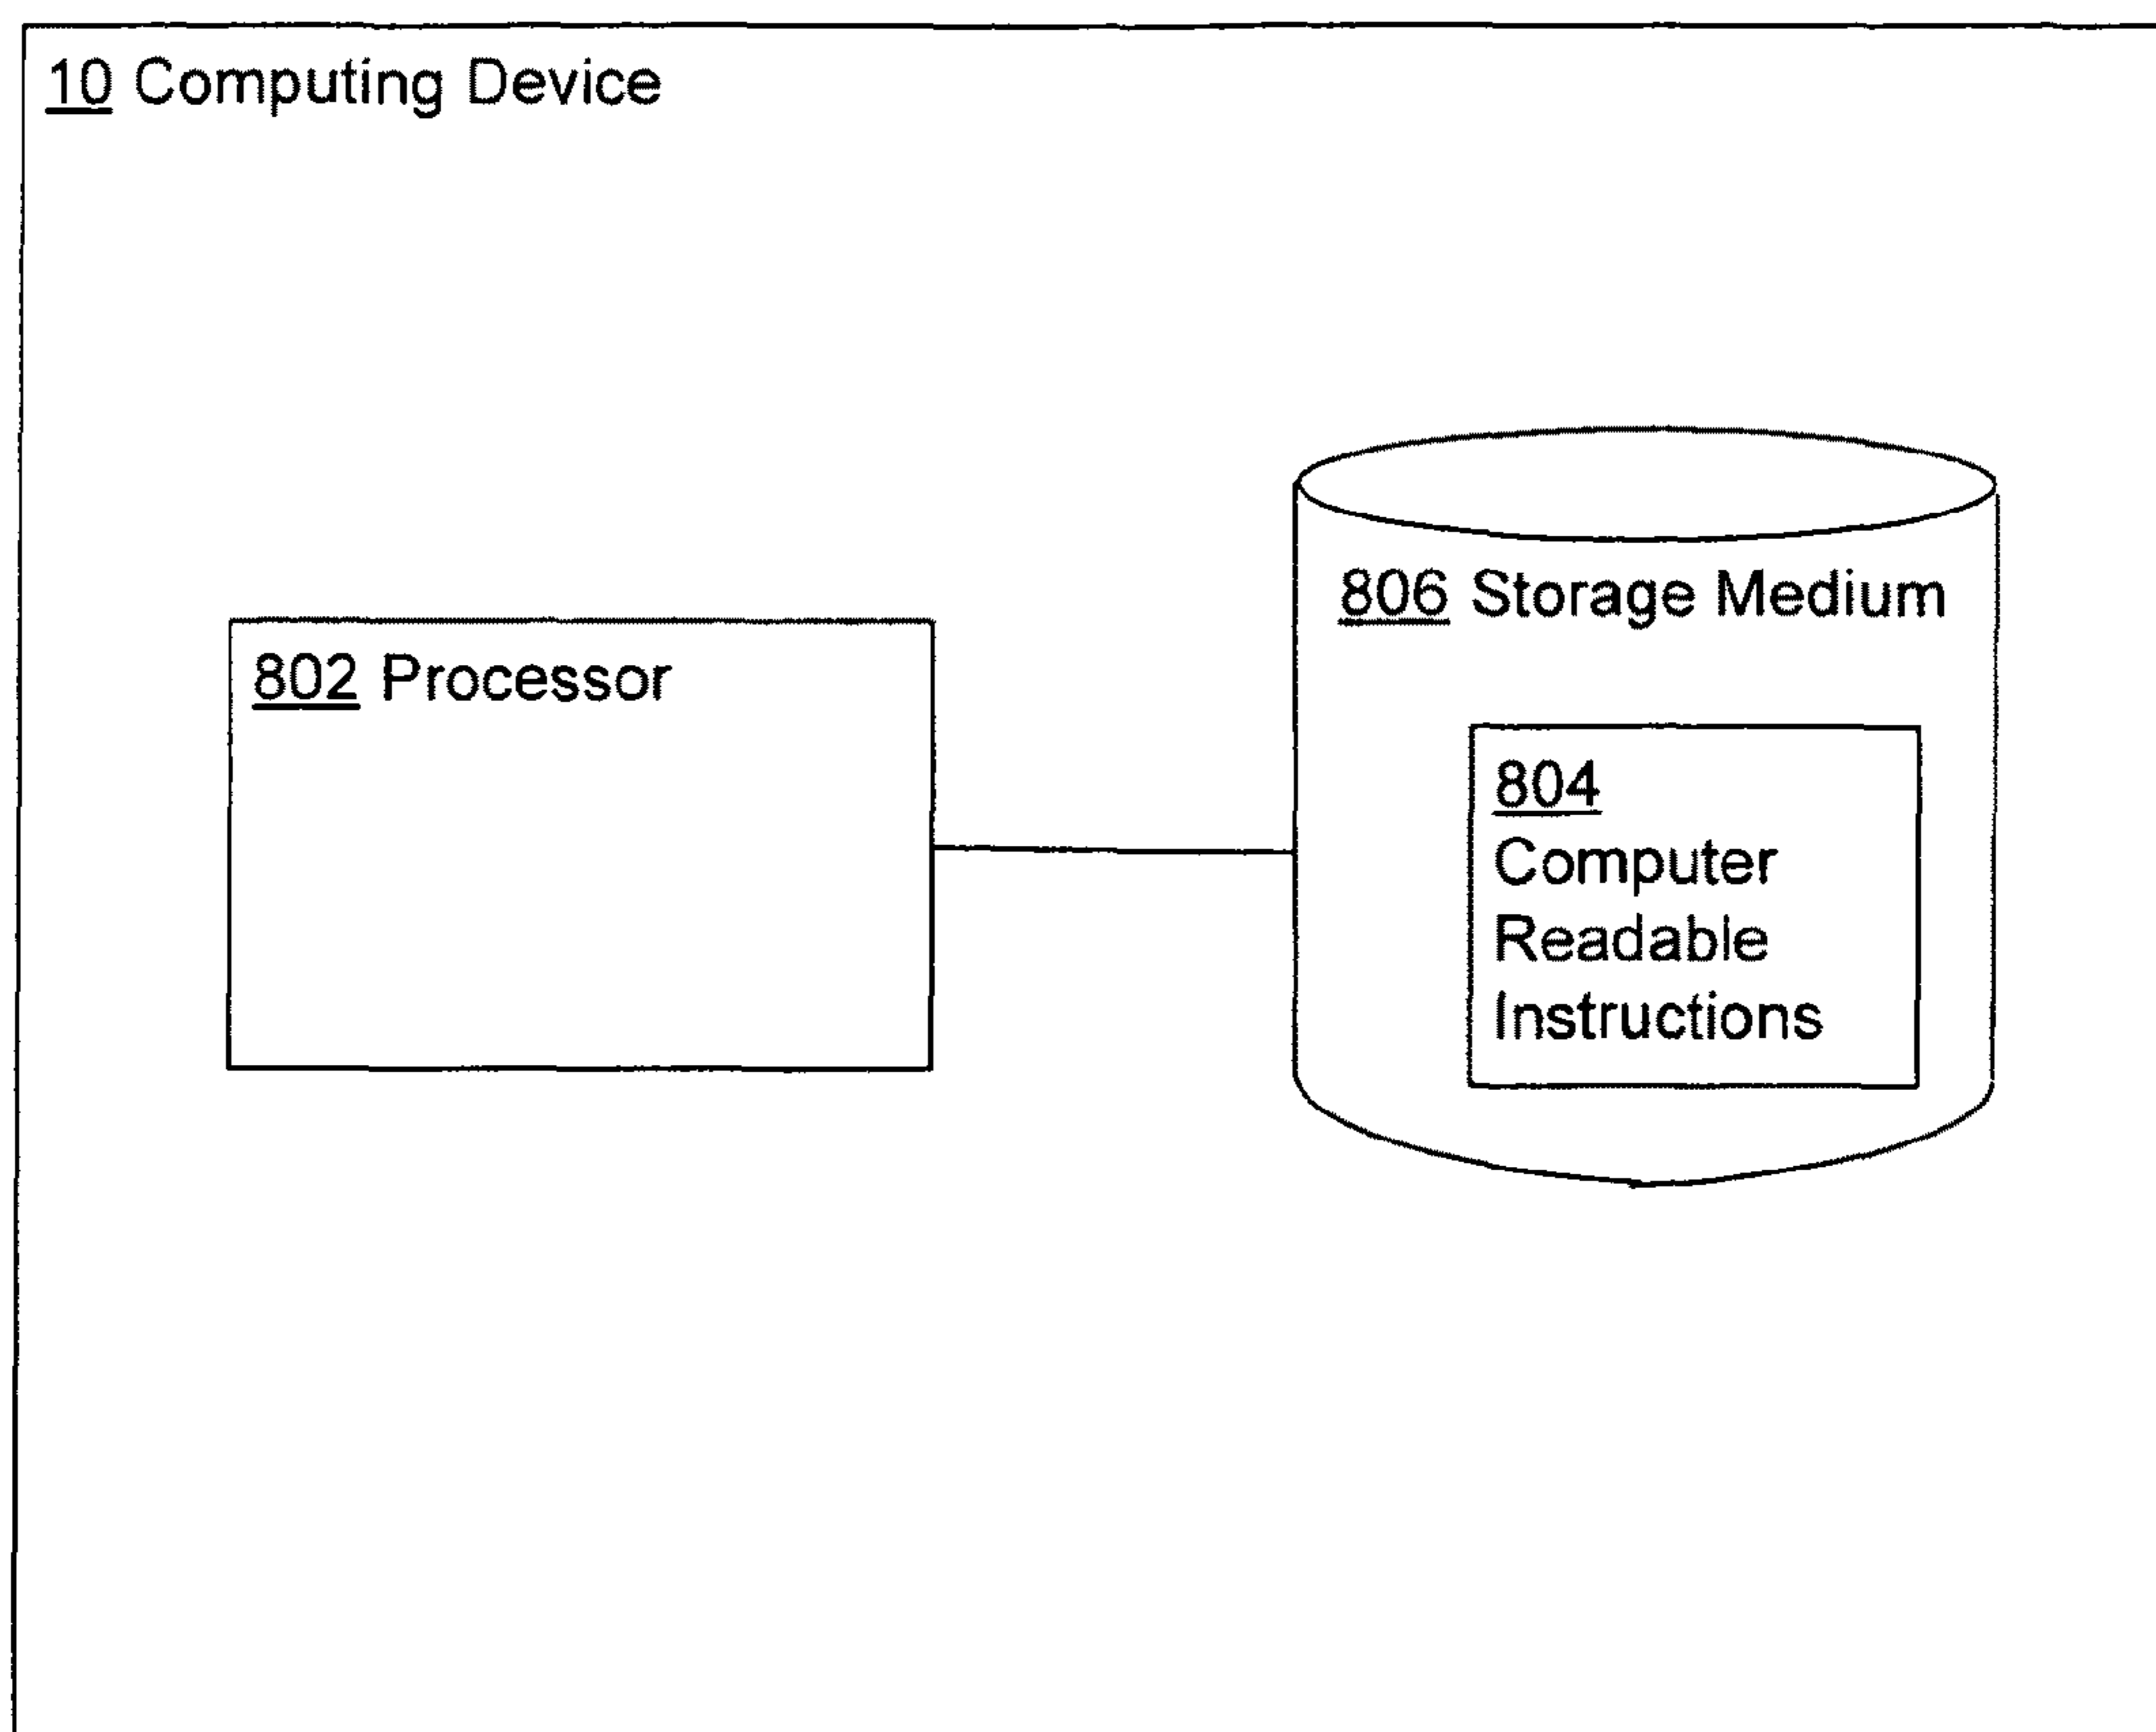 10 Computing Device
806 Storage Medium
802 Processor
804
Computer
Readable
Instructions